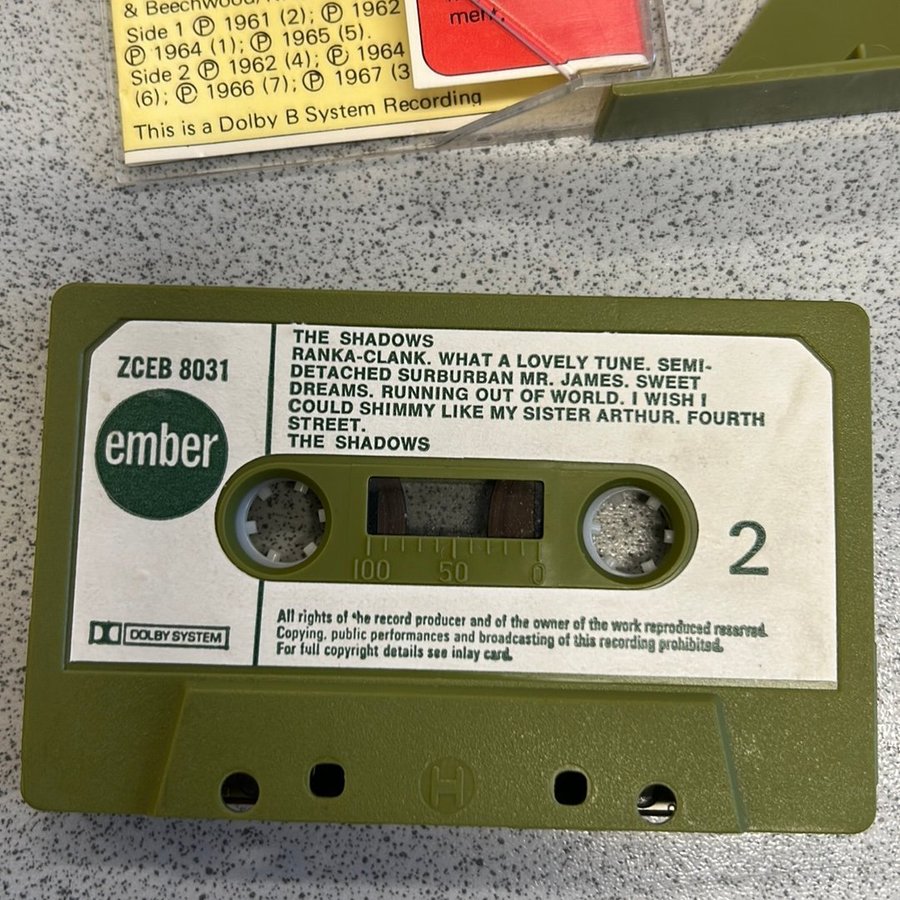 & Beechwood/
Side 1 Ⓟ 1961 (2); Ⓟ 1962
Ⓟ 1964 (1); Ⓟ 1965 (5).
Side 2 Ⓟ 1962 (4); Ⓟ 1964
(6); Ⓟ 1966 (7); Ⓟ 1967 (3
This is a Dolby B System Recording
ment.
ZCEB 8031
ember
DOLBY SYSTEM
THE SHADOWS
RANKA-CLANK. WHAT A LOVELY TUNE. SEMI-
DETACHED SURBURBAN MR. JAMES. SWEET
DREAMS. RUNNING OUT OF WORLD. I WISH I
COULD SHIMMY LIKE MY SISTER ARTHUR. FOURTH
STREET.
THE SHADOWS
100 50 0
2
All rights of the record producer and of the owner of the work reproduced reserved.
Copying, public performances and broadcasting of this recording prohibited.
For full copyright details see inlay card.
H